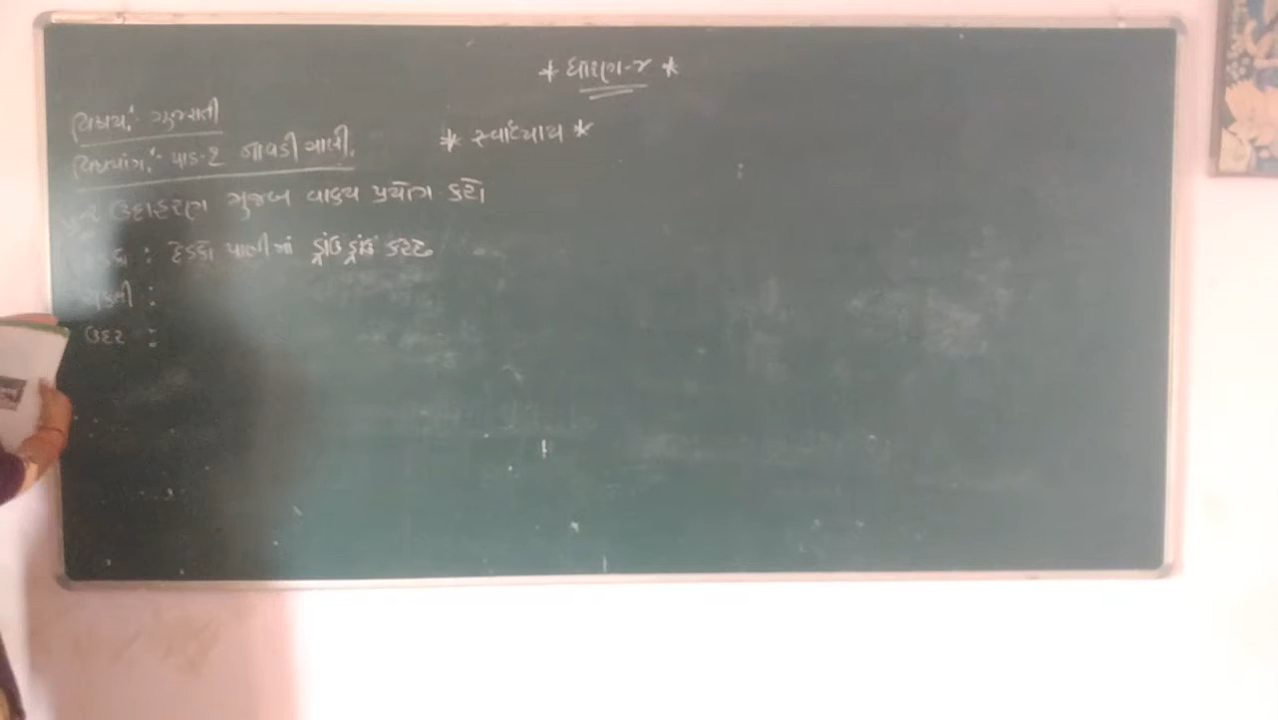 * ધોરણ-૪ *
વિષય:- ગુજરાતી
વિષયાંગ:- પાઠ-૨ નાવડી ચાલી.
* સ્વાધ્યાય *
ઉદાહરણ મુજબ વાક્ય પ્રયોગ કરો
: દેડકો પાણીમાં ડ્રાંઉ ડ્રાંઉ કરેછે
:
ઉંદર :